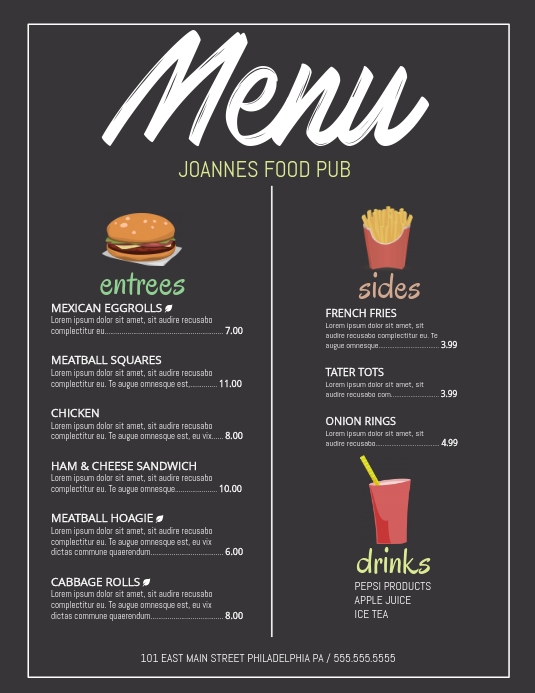 Menu
JOANNES FOOD PUB
entrees
MEXICAN EGGROLLS
Lorem ipsum dolor sit amet, sit audire recusabo
complectitur eu.................................................... 7.00
MEATBALL SQUARES
Lorem ipsum dolor sit amet, sit audire recusabo
complectitur eu. Te augue omnesque est,............ 11.00
CHICKEN
Lorem ipsum dolor sit amet, sit audire recusabo
complectitur eu. Te augue omnesque est, eu vix..... 8.00
HAM & CHEESE SANDWICH
Lorem ipsum dolor sit amet, sit audire recusabo
complectitur eu. Te augue omnesque................... 10.00
MEATBALL HOAGIE
Lorem ipsum dolor sit amet, sit audire recusabo
complectitur eu. Te augue omnesque est, eu vix
dictas commune quaerendum................................ 6.00
CABBAGE ROLLS
Lorem ipsum dolor sit amet, sit audire recusabo
complectitur eu. Te augue omnesque est, eu vix
dictas commune quaerendum................................ 8.00
sides
FRENCH FRIES
Lorem ipsum dolor sit amet, sit
audire recusabo complectitur eu. Te
augue omnesque............................ 3.99
TATER TOTS
Lorem ipsum dolor sit amet, sit
audire recusabo com...................... 3.99
ONION RINGS
Lorem ipsum dolor sit amet, sit
audire recusabo............................. 4.99
drinks
PEPSI PRODUCTS
APPLE JUICE
ICE TEA
101 EAST MAIN STREET PHILADELPHIA PA / 555.555.5555